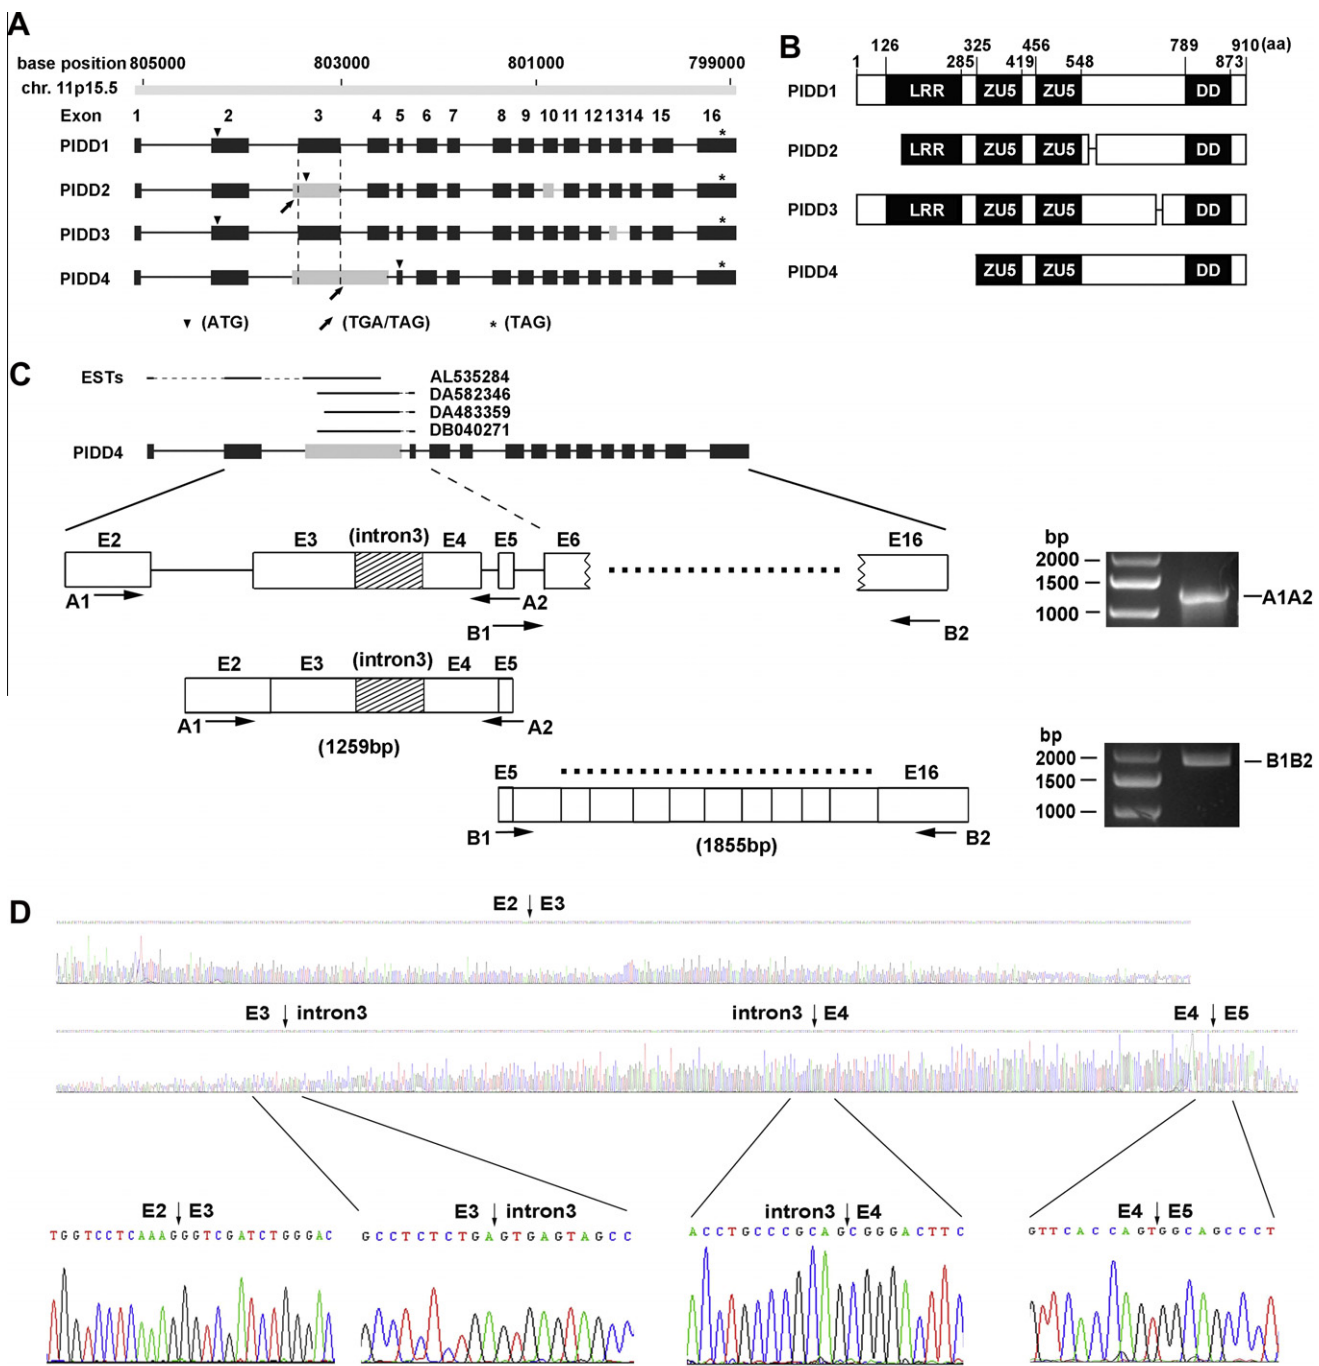 A
base position 805000 803000 801000 799000
chr. 11p15.5
Exon 1 2 3 4 5 6 7 8 9 10 11 12 13 14 15 16
PIDD1 *
PIDD2 *
PIDD3 *
PIDD4 *
(ATG) (TGA/TAG) * (TAG)
B
126 325 456 789 910 (aa)
1 285 419 548 873
PIDD1 LRR ZU5 ZU5 DD
PIDD2 LRR ZU5 ZU5 DD
PIDD3 LRR ZU5 ZU5 DD
PIDD4 ZU5 ZU5 DD
C
ESTs AL535284
DA582346
DA483359
DB040271
PIDD4
E2 E3 (intron3) E4 E5 E6 E16
A1 A2
B1 B2
E2 E3 (intron3) E4 E5
A1 A2
(1259bp)
E5 E16
B1 B2
(1855bp)
bp
2000
1500
1000
A1A2
bp
2000
1500
1000
B1B2
D
E2 E3
E3 intron3 intron3 E4 E4 E5
E2 E3
TGGTCCTCAAAGGGTCGATCTGGGAC
E3 intron3
GCCTCTCTGAGTGAGTAGCC
intron3 E4
ACCTGCCCGCAGCGGGACTTC
E4 E5
GTTCACCAGTGGCAGCCCT